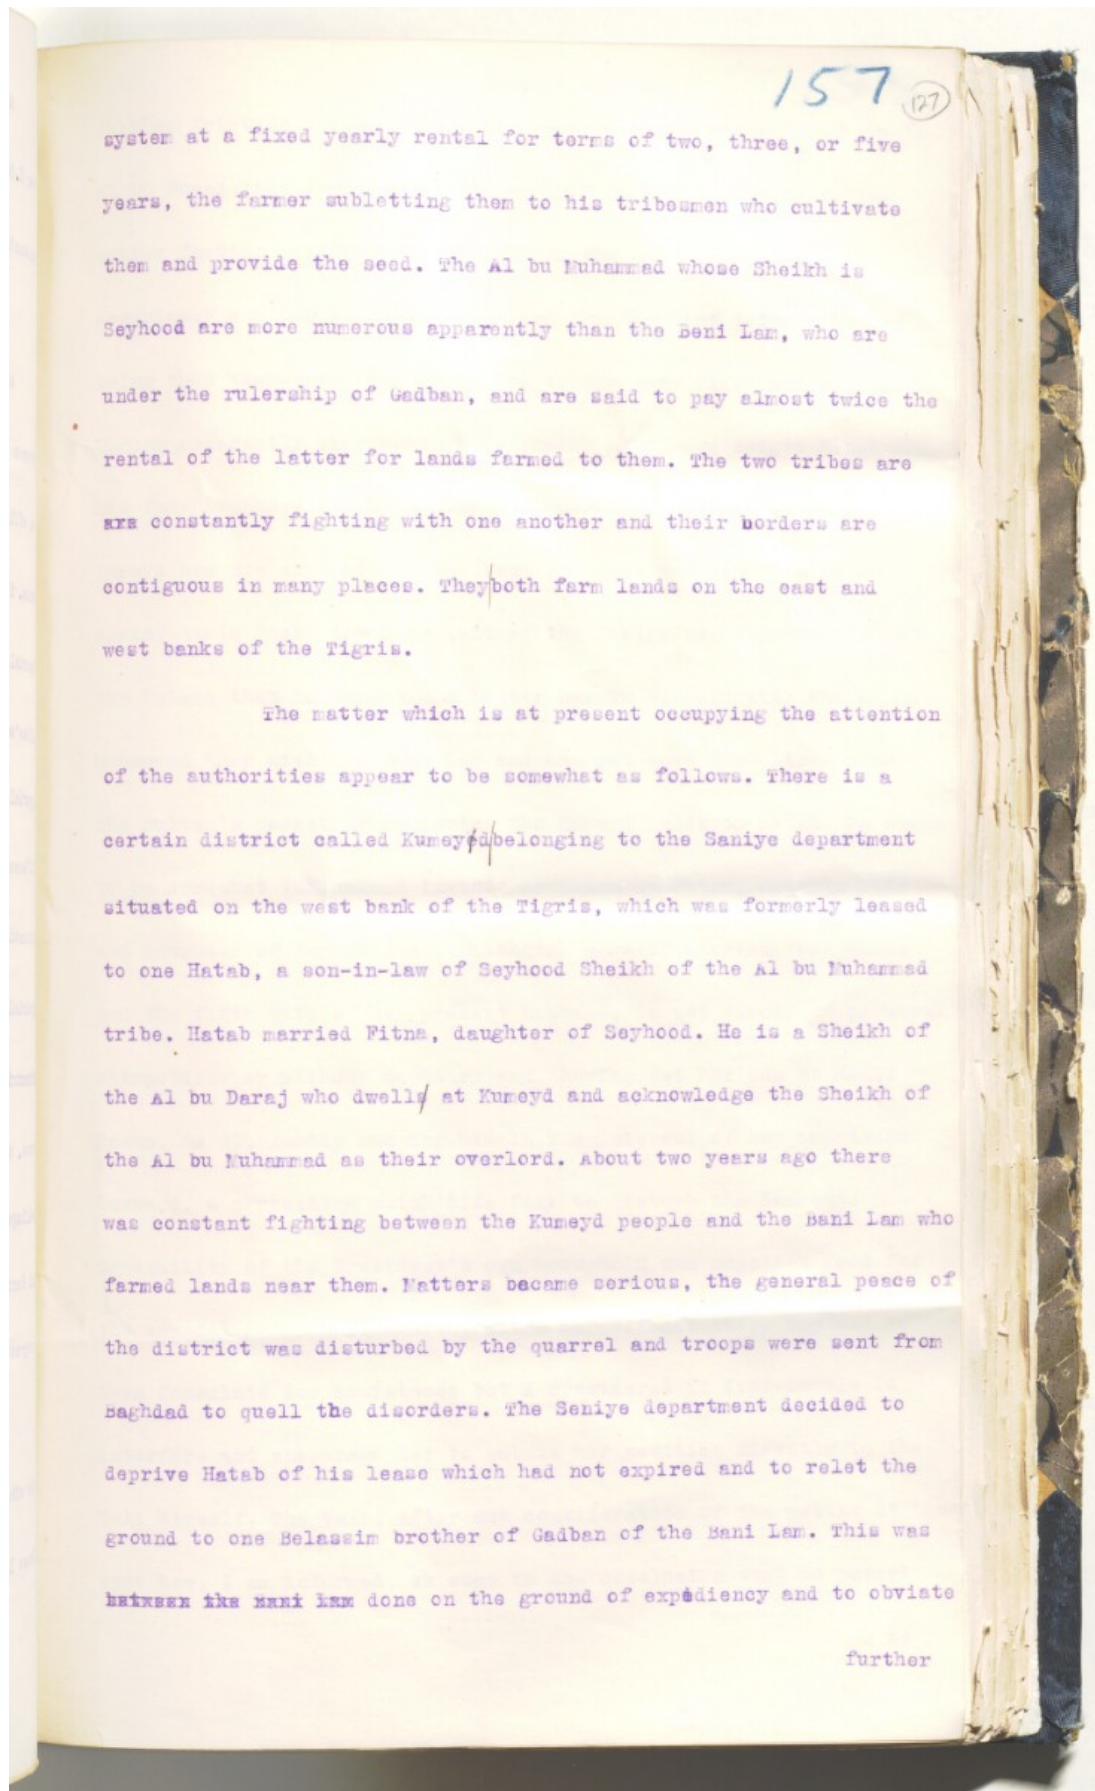 157
127
system at a fixed yearly rental for terms of two, three, or five
years, the farmer subletting them to his tribesmen who cultivate
them and provide the seed. The Al bu Muhammad whose Sheikh is
Seyhood are more numerous apparently than the Beni Lam, who are
under the rulership of Gadban, and are said to pay almost twice the
rental of the latter for lands farmed to them. The two tribes are
are constantly fighting with one another and their borders are
contiguous in many places. They both farm lands on the east and
west banks of the Tigris.
The matter which is at present occupying the attention
of the authorities appear to be somewhat as follows. There is a
certain district called Kumeyd belonging to the Saniye department
situated on the west bank of the Tigris, which was formerly leased
to one Hatab, a son-in-law of Seyhood Sheikh of the Al bu Muhammad
tribe. Hatab married Fitna, daughter of Seyhood. He is a Sheikh of
the Al bu Daraj who dwells at Kumeyd and acknowledge the Sheikh of
the Al bu Muhammad as their overlord. About two years ago there
was constant fighting between the Kumeyd people and the Bani Lam who
farmed lands near them. Matters became serious, the general peace of
the district was disturbed by the quarrel and troops were sent from
Baghdad to quell the disorders. The Seniye department decided to
deprive Hatab of his lease which had not expired and to relet the
ground to one Belassim brother of Gadban of the Bani Lam. This was
between the Bani Lam done on the ground of expediency and to obviate
further